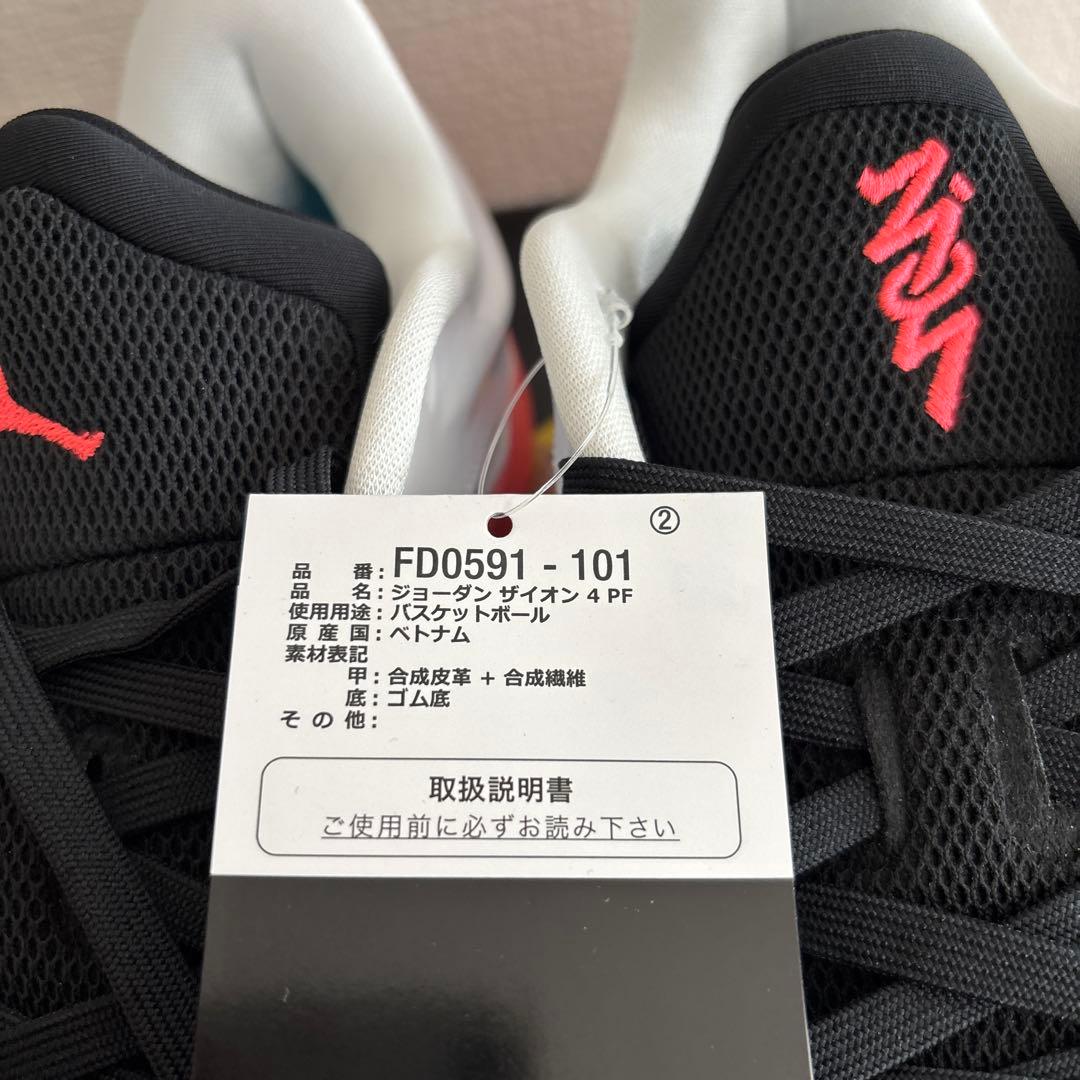 Zion
②
品 番: FD0591 - 101
品 名: ジョーダン ザイオン 4 PF
使用用途: バスケットボール
原 産 国: ベトナム
素材表記
甲: 合成皮革 + 合成繊維
底: ゴム底
そ の 他:
取扱説明書
ご使用前に必ずお読み下さい